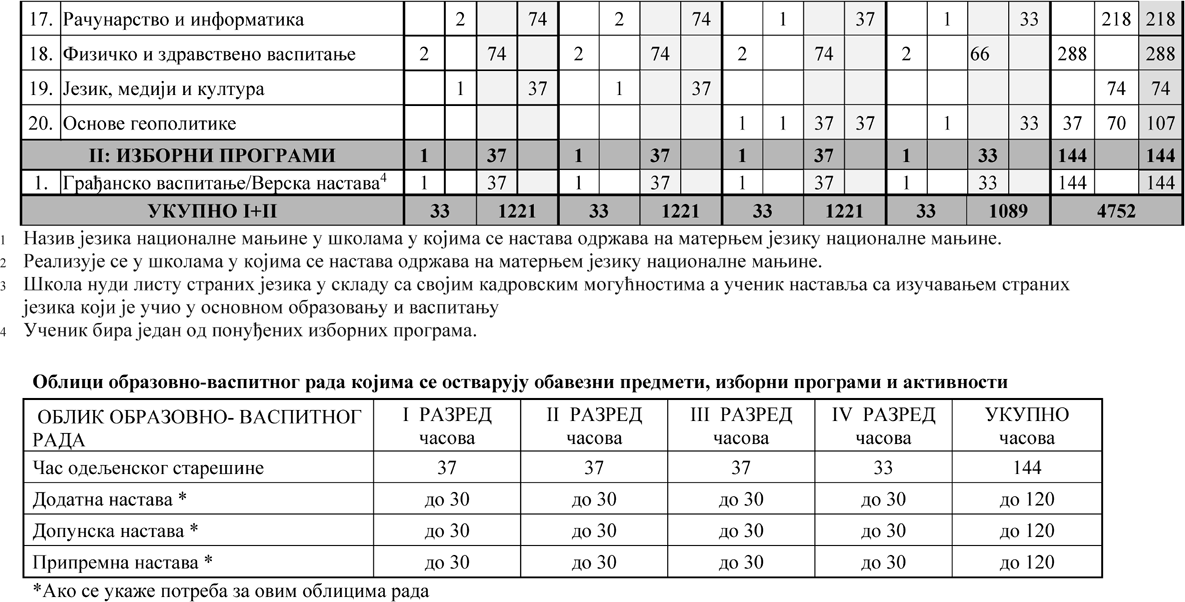 17. Рачунарство и информатика 2 74 2 74 1 37 1 33 218 218
18. Физичко и здравствено васпитање 2 74 2 74 2 74 2 66 288 288
19. Језик, медији и култура 1 37 1 37 74 74
20. Основе геополитике 1 1 37 37 1 33 37 70 107
II: ИЗБОРНИ ПРОГРАМИ 1 37 1 37 1 37 1 33 144 144
1. Грађанско васпитање/Верска настава4 1 37 1 37 1 37 1 33 144 144
УКУПНО I+II 33 1221 33 1221 33 1221 33 1089 4752
1 Назив језика националне мањине у школама у којима се настава одржава на матерњем језику националне мањине.
2 Реализује се у школама у којима се настава одржава на матерњем језику националне мањине.
3 Школа нуди листу страних језика у складу са својим кадровским могућностима а ученик наставља са изучавањем страних
језика који је учио у основном образовању и васпитању
4 Ученик бира један од понуђених изборних програма.
Облици образовно-васпитног рада којима се остварују обавезни предмети, изборни програми и активности
ОБЛИК ОБРАЗОВНО- ВАСПИТНОГ I РАЗРЕД II РАЗРЕД III РАЗРЕД IV РАЗРЕД УКУПНО
РАДА часова часова часова часова часова
Час одељенског старешине 37 37 37 33 144
Додатна настава * до 30 до 30 до 30 до 30 до 120
Допунска настава * до 30 до 30 до 30 до 30 до 120
Припремна настава * до 30 до 30 до 30 до 30 до 120
*Ако се укаже потреба за овим облицима рада